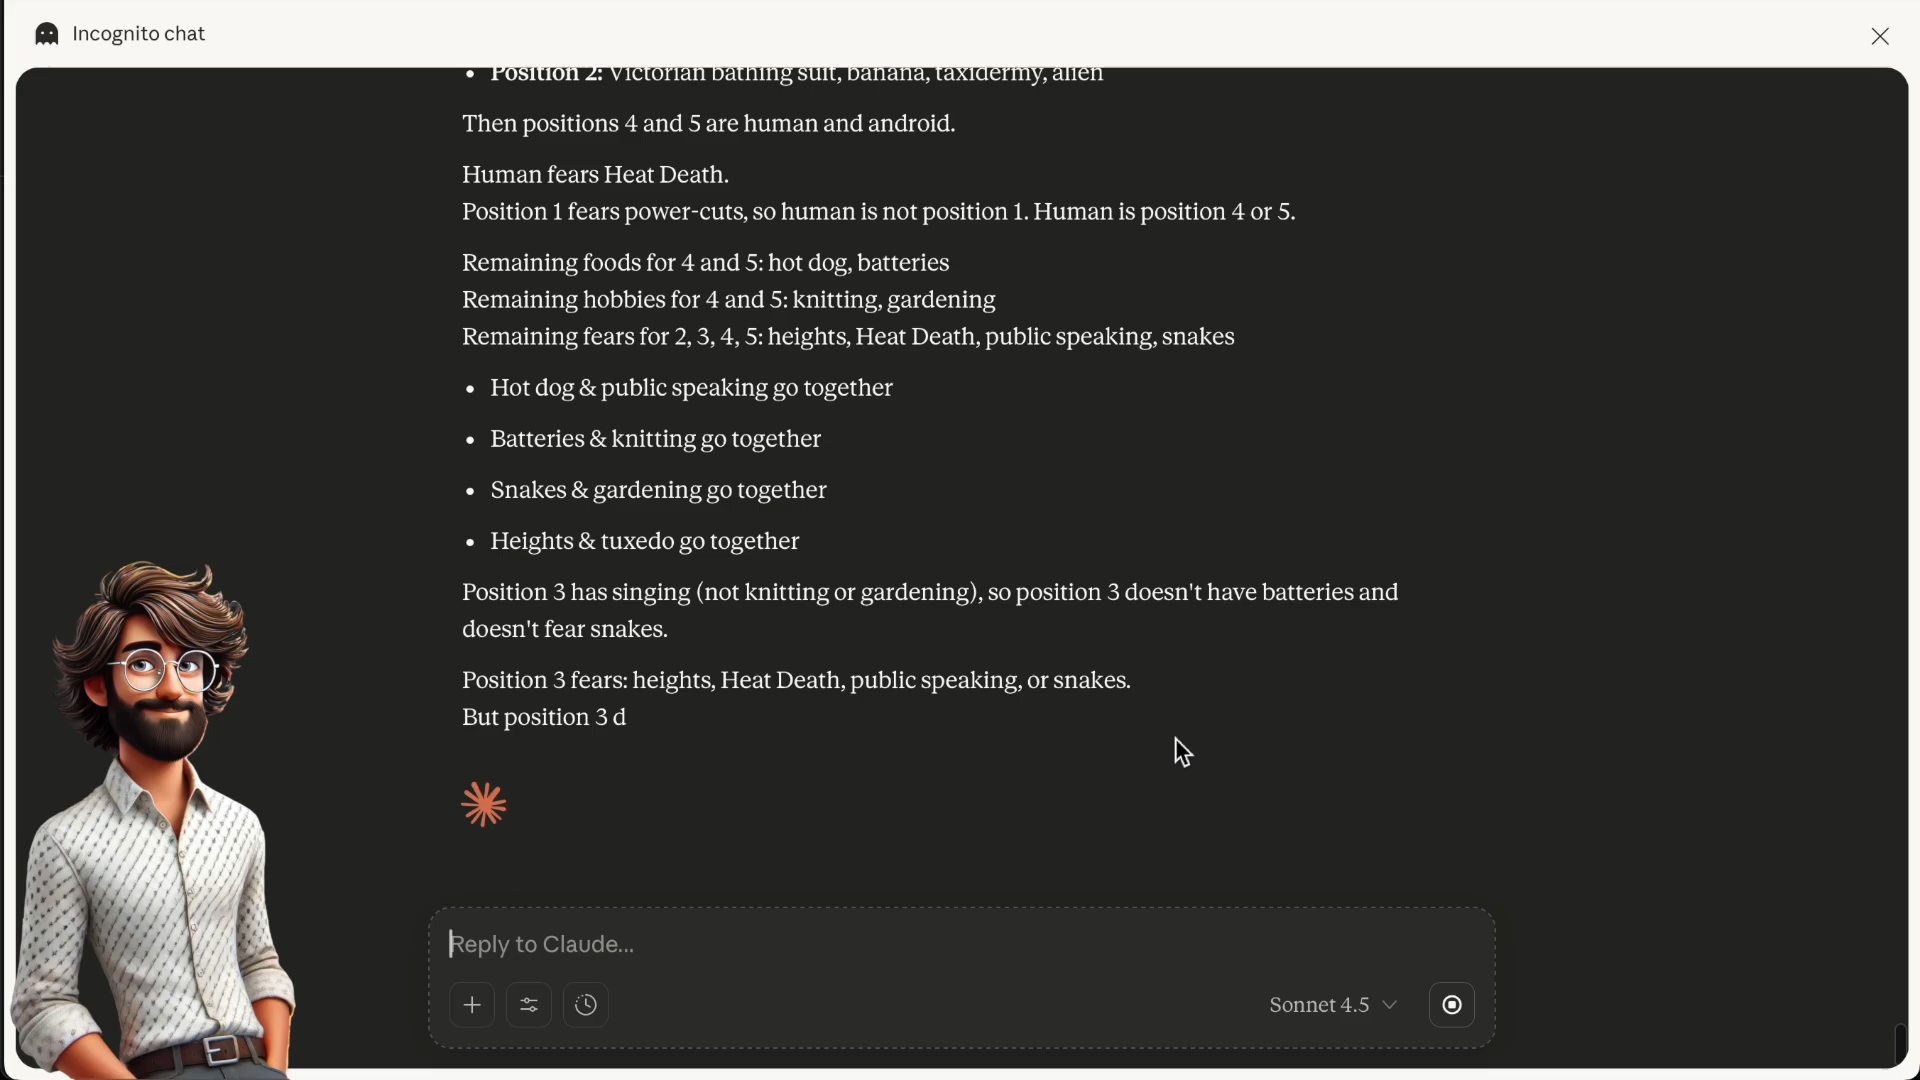 Incognito chat
• Position 2: Victorian bathing suit, banana, taxidermy, alien
Then positions 4 and 5 are human and android.
Human fears Heat Death.
Position 1 fears power-cuts, so human is not position 1. Human is position 4 or 5.
Remaining foods for 4 and 5: hot dog, batteries
Remaining hobbies for 4 and 5: knitting, gardening
Remaining fears for 2, 3, 4, 5: heights, Heat Death, public speaking, snakes
• Hot dog & public speaking go together
• Batteries & knitting go together
• Snakes & gardening go together
• Heights & tuxedo go together
Position 3 has singing (not knitting or gardening), so position 3 doesn't have batteries and
doesn't fear snakes.
Position 3 fears: heights, Heat Death, public speaking, or snakes.
But position 3 d
Reply to Claude...
Sonnet 4.5